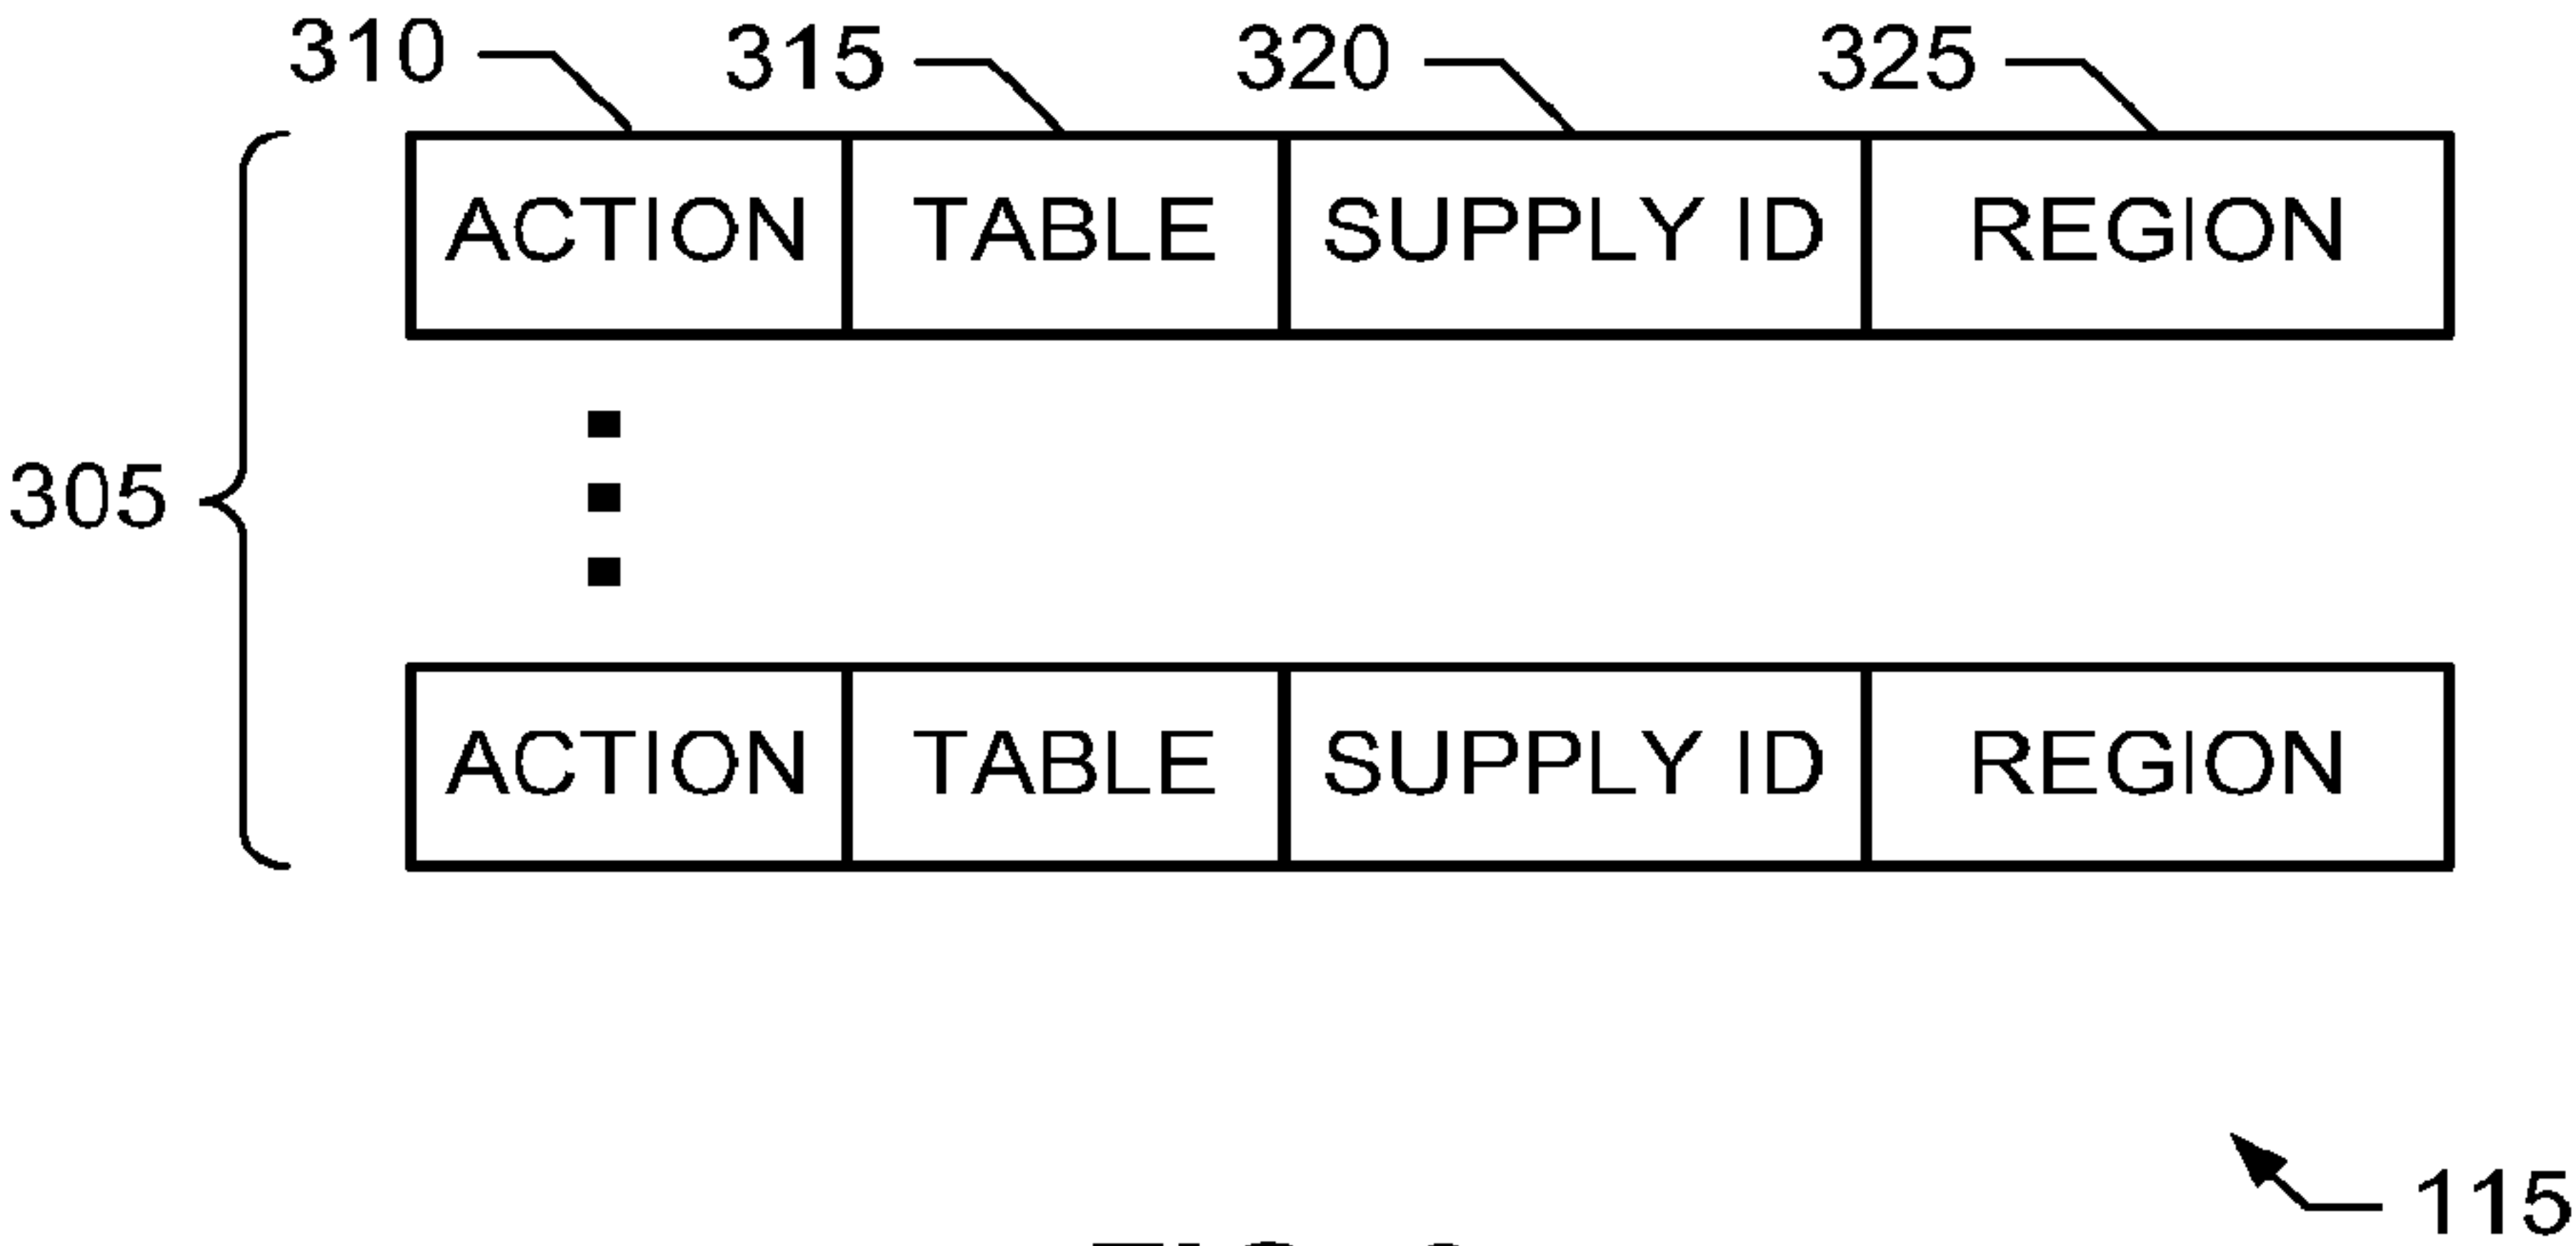 310 315 320 325
ACTION TABLE SUPPLY ID REGION
305
ACTION TABLE SUPPLY ID REGION
115